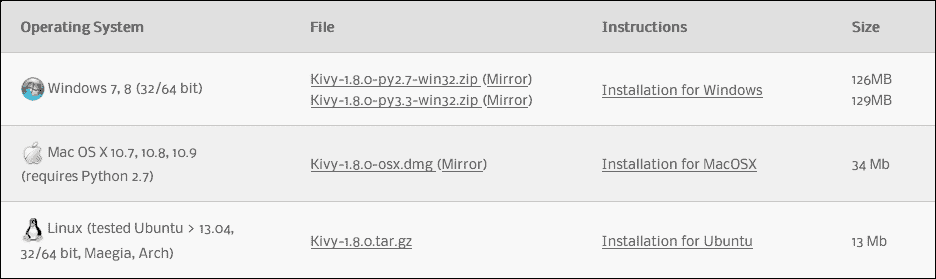 Operating System File Instructions Size
Windows 7, 8 (32/64 bit) Kivy-1.8.0-py2.7-win32.zip (Mirror) Installation for Windows 126MB
Kivy-1.8.0-py3.3-win32.zip (Mirror) 129MB
Mac OS X 10.7, 10.8, 10.9 Kivy-1.8.0-osx.dmg (Mirror) Installation for MacOSX 34 Mb
(requires Python 2.7)
Linux (tested Ubuntu > 13.04, Kivy-1.8.0.tar.gz Installation for Ubuntu 13 Mb
32/64 bit, Maegia, Arch)